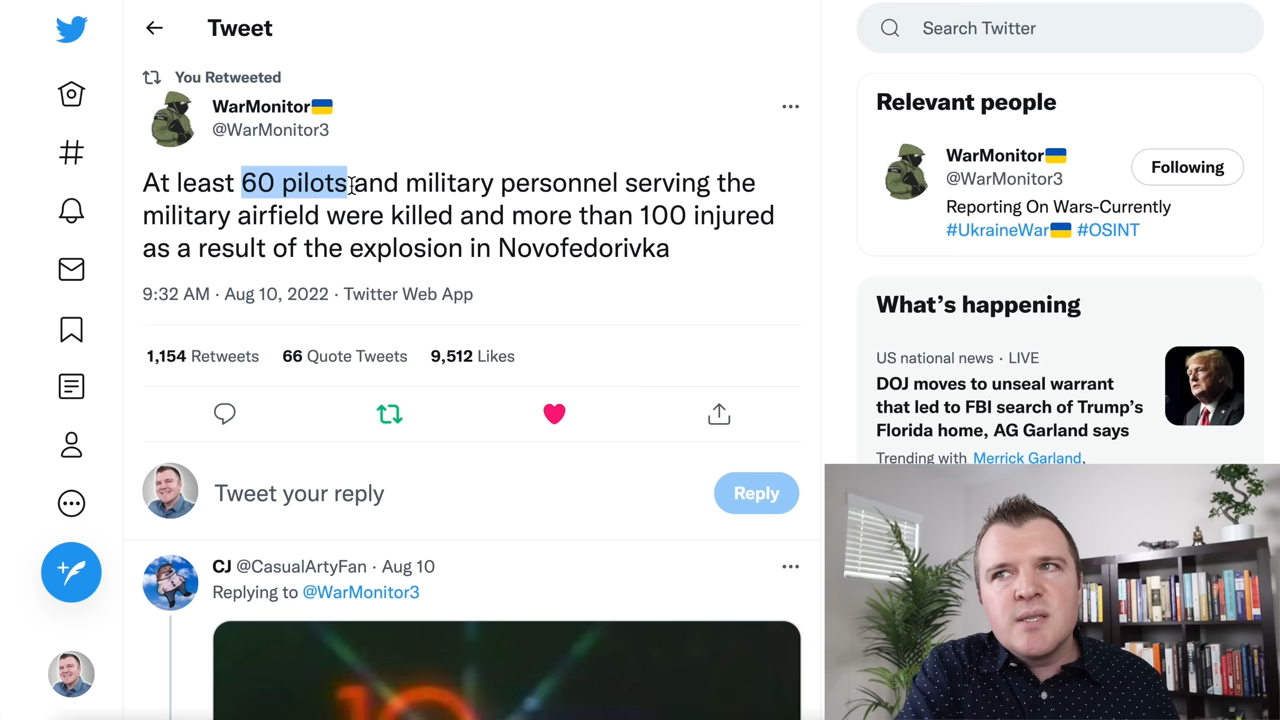 Tweet
You Retweeted
WarMonitor🇺🇦
@WarMonitor3
At least 60 pilots and military personnel serving the
military airfield were killed and more than 100 injured
as a result of the explosion in Novofedorivka
9:32 AM · Aug 10, 2022 · Twitter Web App
1,154 Retweets 66 Quote Tweets 9,512 Likes
Tweet your reply
Reply
CJ @CasualArtyFan · Aug 10
Replying to @WarMonitor3
10
Search Twitter
Relevant people
WarMonitor🇺🇦
@WarMonitor3
Following
Reporting On Wars-Currently
#UkraineWar🇺🇦 #OSINT
What's happening
US national news · LIVE
DOJ moves to unseal warrant
that led to FBI search of Trump's
Florida home, AG Garland says
Trending with Merrick Garland,